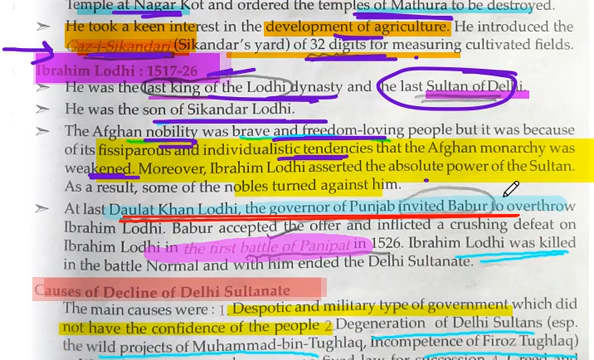 Temple at Nagar Kot and ordered the temples of Mathura to be destroyed.
➢ He took a keen interest in the development of agriculture. He introduced the
Gaz-i-Sikandari (Sikandar's yard) of 32 digits for measuring cultivated fields.
Ibrahim Lodhi : 1517-26
➢ He was the last king of the Lodhi dynasty and the last Sultan of Delhi.
➢ He was the son of Sikandar Lodhi.
➢ The Afghan nobility was brave and freedom-loving people but it was because
of its fissiparous and individualistic tendencies that the Afghan monarchy was
weakened. Moreover, Ibrahim Lodhi asserted the absolute power of the Sultan.
As a result, some of the nobles turned against him.
➢ At last Daulat Khan Lodhi, the governor of Punjab invited Babur to overthrow
Ibrahim Lodhi. Babur accepted the offer and inflicted a crushing defeat on
Ibrahim Lodhi in the first battle of Panipat in 1526. Ibrahim Lodhi was killed
in the battle Normal and with him ended the Delhi Sultanate.
Causes of Decline of Delhi Sultanate
The main causes were : 1. Despotic and military type of government which did
not have the confidence of the people 2. Degeneration of Delhi Sultans (esp.
the wild projects of Muhammad-bin-Tughlaq, Incompetence of Firoz Tughlaq)